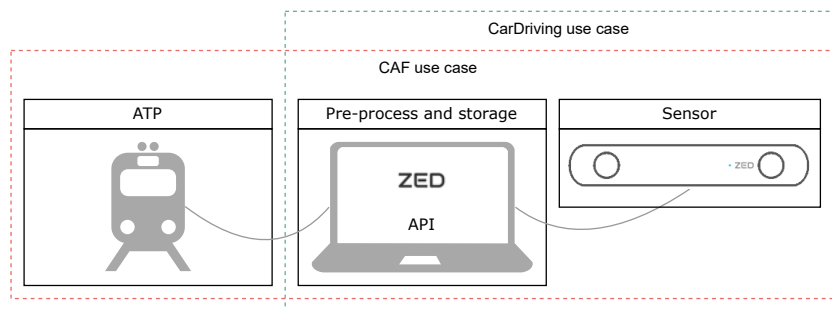 CarDriving use case
CAF use case
ATP
Pre-process and storage
Sensor
ZED
ZED
API